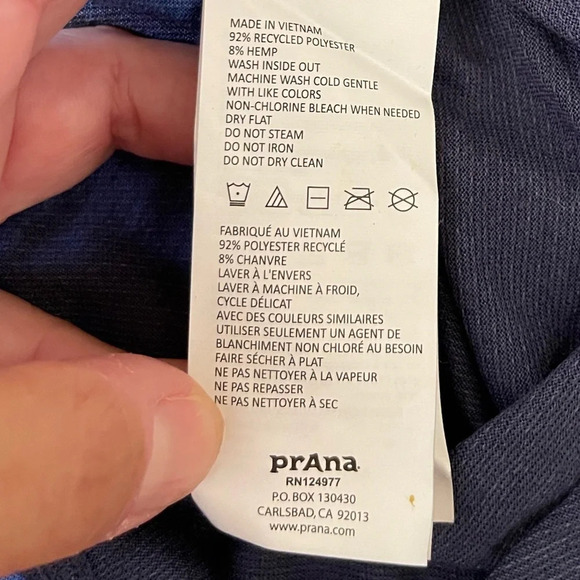 MADE IN VIETNAM
92% RECYCLED POLYESTER
8% HEMP
WASH INSIDE OUT
MACHINE WASH COLD GENTLE
WITH LIKE COLORS
NON-CHLORINE BLEACH WHEN NEEDED
DRY FLAT
DO NOT STEAM
DO NOT IRON
DO NOT DRY CLEAN
FABRIQUÉ AU VIETNAM
92% POLYESTER RECYCLÉ
8% CHANVRE
LAVER À L'ENVERS
LAVER À MACHINE À FROID,
CYCLE DÉLICAT
AVEC DES COULEURS SIMILAIRES
UTILISER SEULEMENT UN AGENT DE
BLANCHIMENT NON CHLORÉ AU BESOIN
FAIRE SÉCHER À PLAT
NE PAS NETTOYER À LA VAPEUR
NE PAS REPASSER
NE PAS NETTOYER À SEC
prAna
RN124977
P.O. BOX 130430
CARLSBAD, CA 92013
www.prana.com